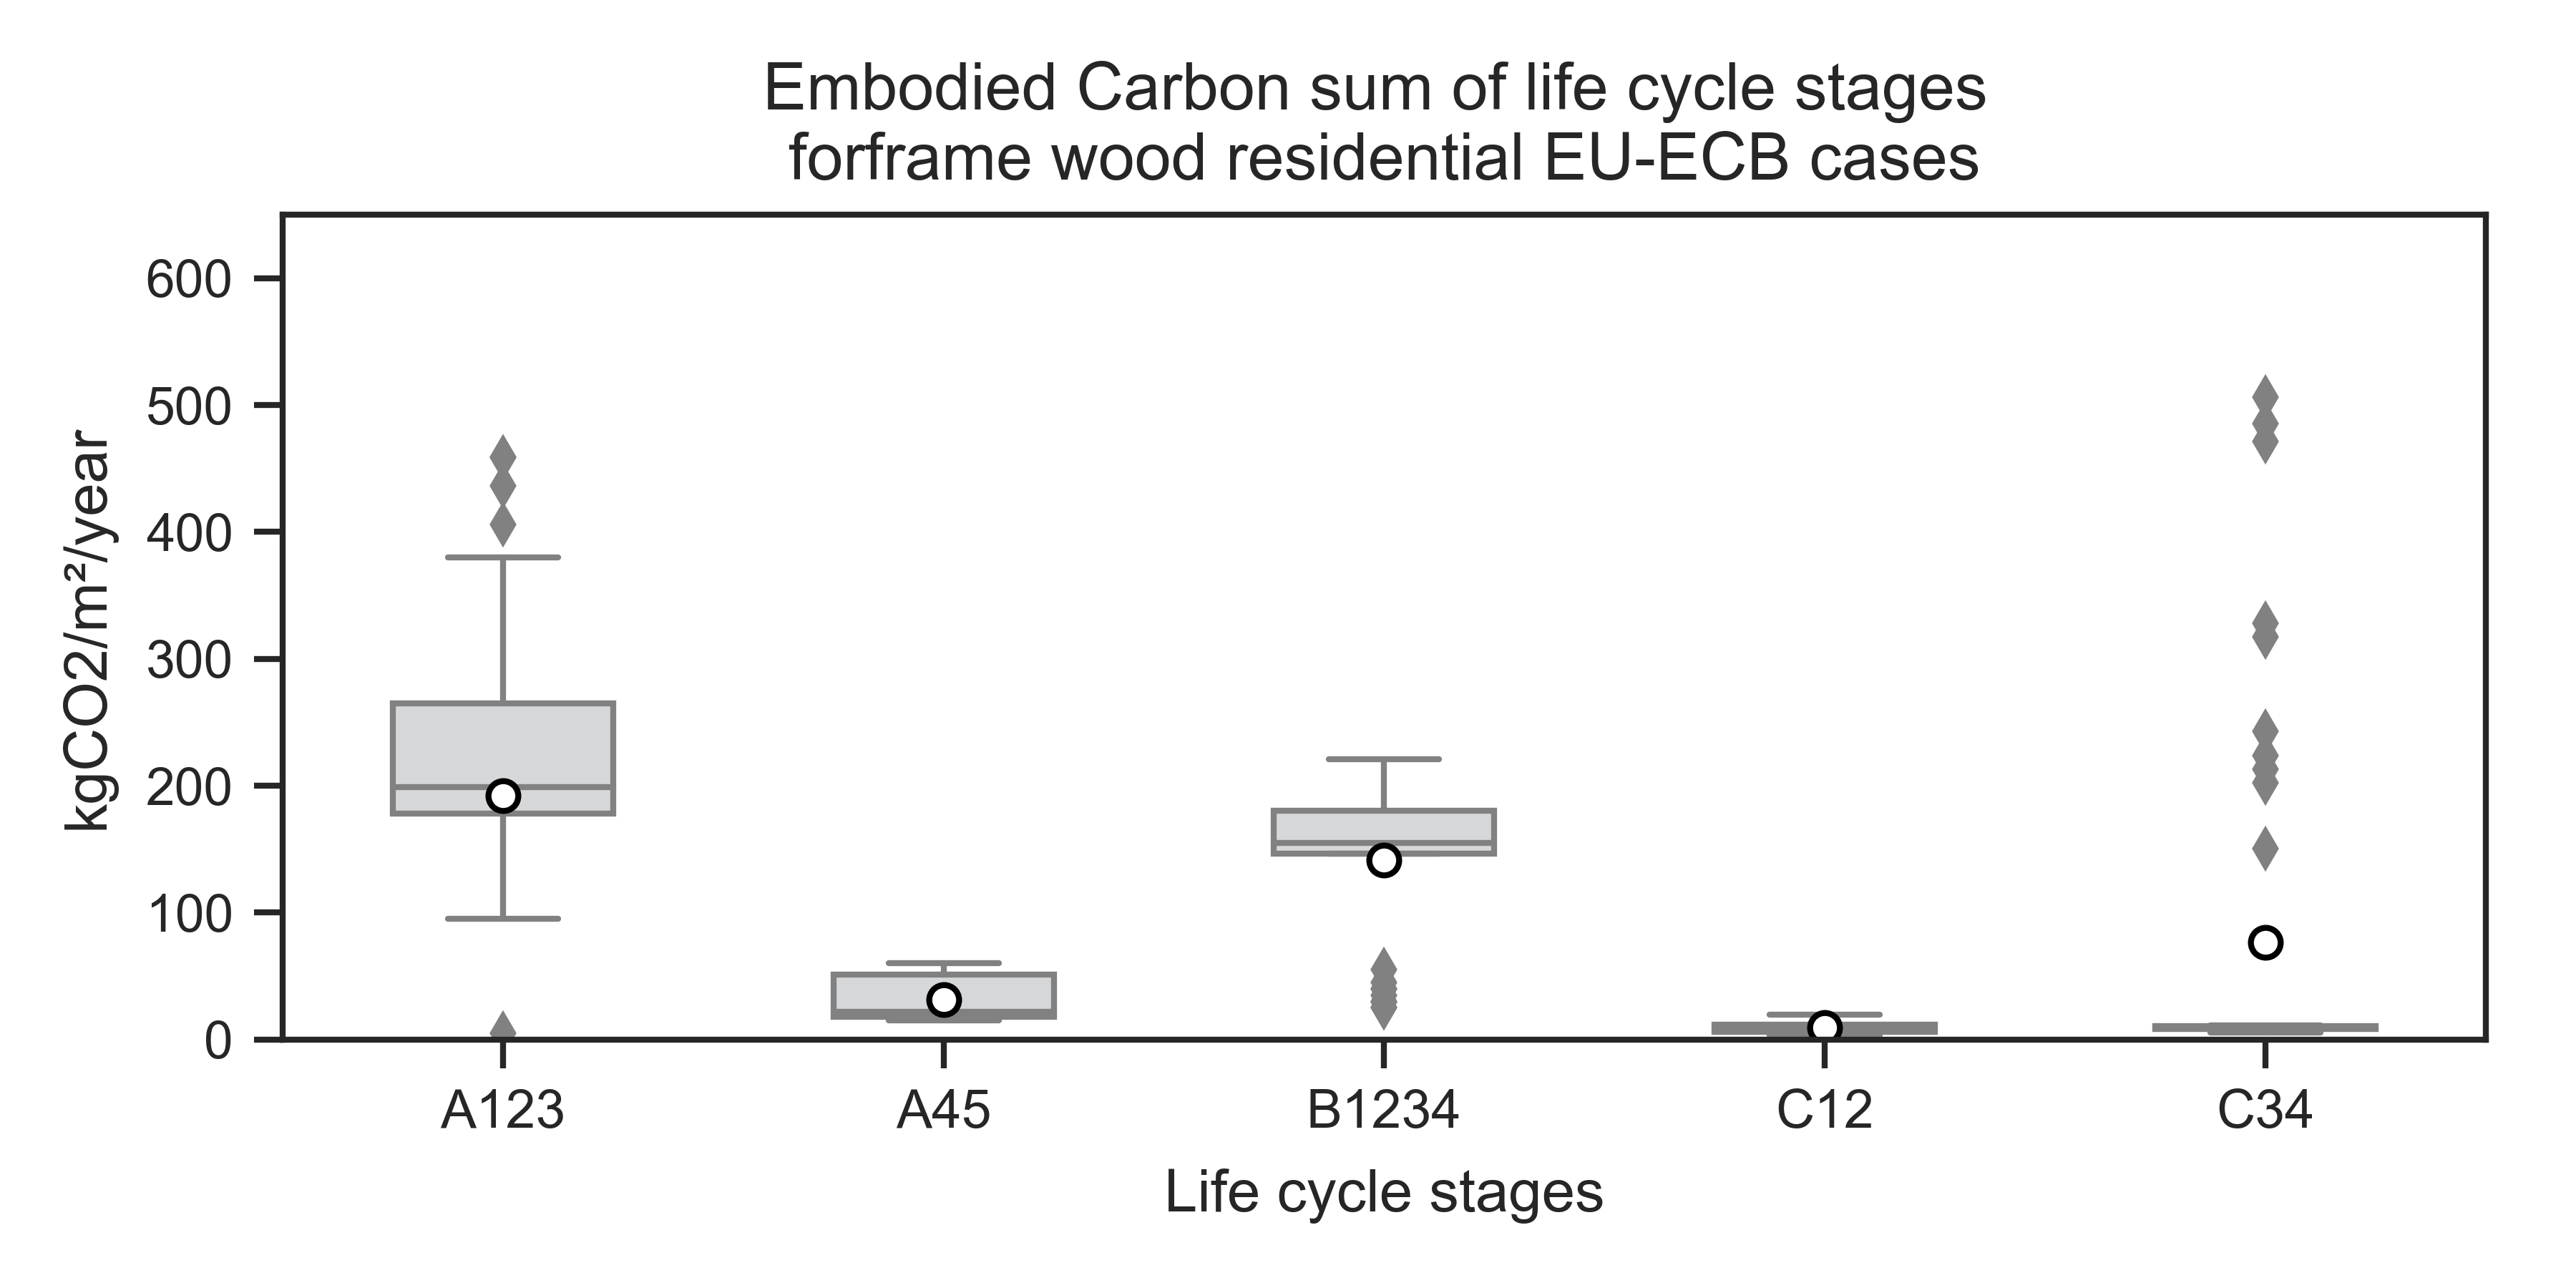 Embodied Carbon sum of life cycle stages
forframe wood residential EU-ECB cases
kgCO2/m²/year
600
500
400
300
200
100
0
A123 A45 B1234 C12 C34
Life cycle stages